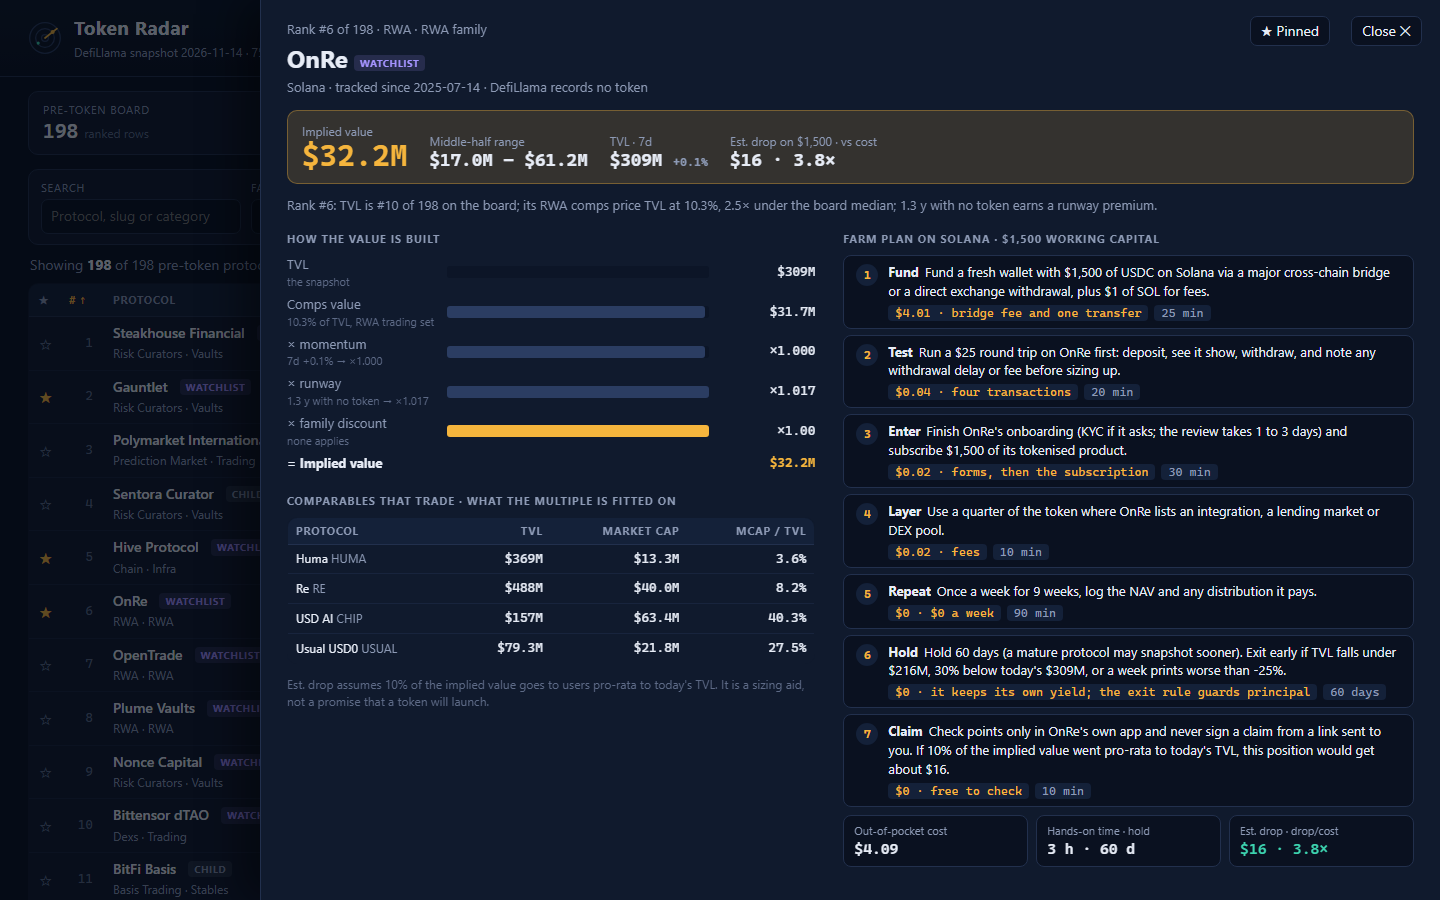 Token Radar
DefiLlama snapshot 2026-11-14 · 7
PRE-TOKEN BOARD
198 ranked rows
SEARCH
FA
Protocol, slug or category
Showing 198 of 198 pre-token proto
★ # ↑ PROTOCOL
☆ 1 Steakhouse Financial
Risk Curators · Vaults
★ 2 Gauntlet WATCHLIST
Risk Curators · Vaults
☆ 3 Polymarket Internation
Prediction Market · Trading
☆ 4 Sentora Curator CHILD
Risk Curators · Vaults
★ 5 Hive Protocol WATCHL
Chain · Infra
★ 6 OnRe WATCHLIST
RWA · RWA
☆ 7 OpenTrade WATCHLIST
RWA · RWA
☆ 8 Plume Vaults WATCHLI
RWA · RWA
☆ 9 Nonce Capital WATCH
Risk Curators · Vaults
☆ 10 Bittensor dTAO WATC
Dexs · Trading
☆ 11 BitFi Basis CHILD
Basis Trading · Stables
Rank #6 of 198 · RWA · RWA family
★ Pinned
Close ✕
OnRe WATCHLIST
Solana · tracked since 2025-07-14 · DefiLlama records no token
Implied value
$32.2M
Middle-half range
$17.0M – $61.2M
TVL · 7d
$309M +0.1%
Est. drop on $1,500 · vs cost
$16 · 3.8×
Rank #6: TVL is #10 of 198 on the board; its RWA comps price TVL at 10.3%, 2.5× under the board median; 1.3 y with no token earns a runway premium.
HOW THE VALUE IS BUILT
TVL $309M
the snapshot
Comps value $31.7M
10.3% of TVL, RWA trading set
× momentum ×1.000
7d +0.1% → ×1.000
× runway ×1.017
1.3 y with no token → ×1.017
× family discount ×1.00
none applies
= Implied value $32.2M
COMPARABLES THAT TRADE · WHAT THE MULTIPLE IS FITTED ON
PROTOCOL TVL MARKET CAP MCAP / TVL
Huma HUMA $369M $13.3M 3.6%
Re RE $488M $40.0M 8.2%
USD AI CHIP $157M $63.4M 40.3%
Usual USD0 USUAL $79.3M $21.8M 27.5%
Est. drop assumes 10% of the implied value goes to users pro-rata to today's TVL. It is a sizing aid,
not a promise that a token will launch.
FARM PLAN ON SOLANA · $1,500 WORKING CAPITAL
1 Fund Fund a fresh wallet with $1,500 of USDC on Solana via a major cross-chain bridge
or a direct exchange withdrawal, plus $1 of SOL for fees.
$4.01 · bridge fee and one transfer 25 min
2 Test Run a $25 round trip on OnRe first: deposit, see it show, withdraw, and note any
withdrawal delay or fee before sizing up.
$0.04 · four transactions 20 min
3 Enter Finish OnRe's onboarding (KYC if it asks; the review takes 1 to 3 days) and
subscribe $1,500 of its tokenised product.
$0.02 · forms, then the subscription 30 min
4 Layer Use a quarter of the token where OnRe lists an integration, a lending market or
DEX pool.
$0.02 · fees 10 min
5 Repeat Once a week for 9 weeks, log the NAV and any distribution it pays.
$0 · $0 a week 90 min
6 Hold Hold 60 days (a mature protocol may snapshot sooner). Exit early if TVL falls under
$216M, 30% below today's $309M, or a week prints worse than -25%.
$0 · it keeps its own yield; the exit rule guards principal 60 days
7 Claim Check points only in OnRe's own app and never sign a claim from a link sent to
you. If 10% of the implied value went pro-rata to today's TVL, this position would get
about $16.
$0 · free to check 10 min
Out-of-pocket cost
$4.09
Hands-on time · hold
3 h · 60 d
Est. drop · drop/cost
$16 · 3.8×